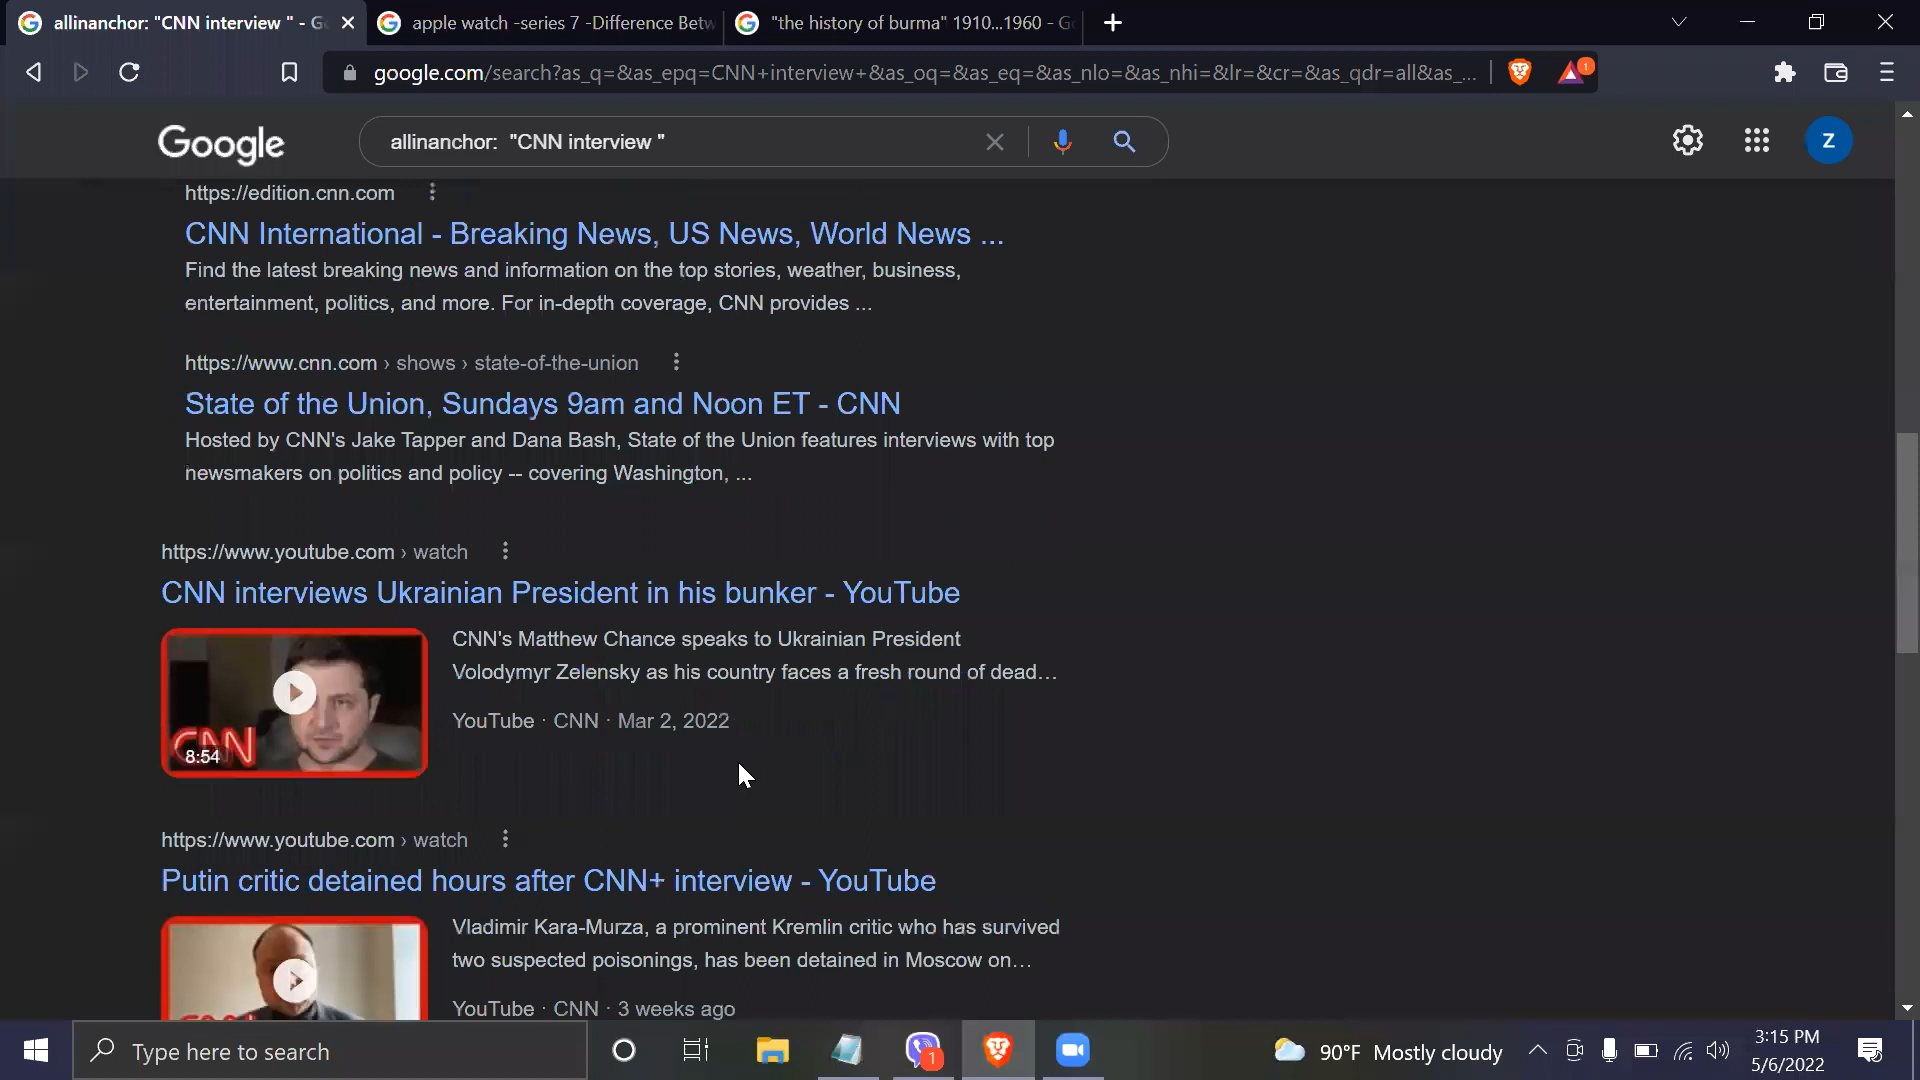 allinanchor: "CNN interview " - G
apple watch -series 7 -Difference Betw
"the history of burma" 1910...1960 - G
google.com/search?as_q=&as_epq=CNN+interview+&as_oq=&as_eq=&as_nlo=&as_nhi=&lr=&cr=&as_qdr=all&as_...
1
Google
allinanchor: "CNN interview "
Z
https://edition.cnn.com
CNN International - Breaking News, US News, World News ...
Find the latest breaking news and information on the top stories, weather, business,
entertainment, politics, and more. For in-depth coverage, CNN provides ...
https://www.cnn.com › shows › state-of-the-union
State of the Union, Sundays 9am and Noon ET - CNN
Hosted by CNN's Jake Tapper and Dana Bash, State of the Union features interviews with top
newsmakers on politics and policy -- covering Washington, ...
https://www.youtube.com › watch
CNN interviews Ukrainian President in his bunker - YouTube
CNN's Matthew Chance speaks to Ukrainian President
Volodymyr Zelensky as his country faces a fresh round of dead...
YouTube · CNN · Mar 2, 2022
CNN
8:54
https://www.youtube.com › watch
Putin critic detained hours after CNN+ interview - YouTube
Vladimir Kara-Murza, a prominent Kremlin critic who has survived
two suspected poisonings, has been detained in Moscow on...
YouTube · CNN · 3 weeks ago
Type here to search
1
90°F Mostly cloudy
3:15 PM
5/6/2022